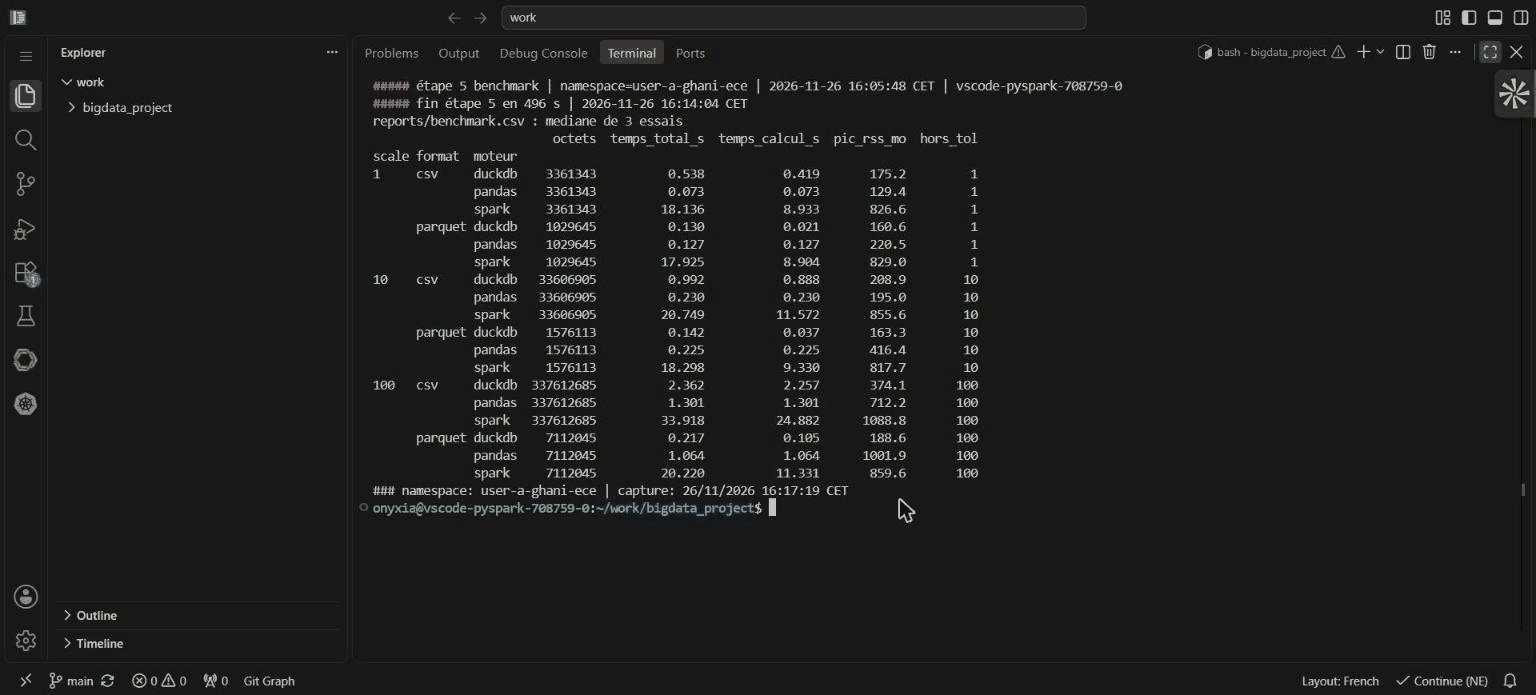 work
Explorer
work
bigdata_project
Outline
Timeline
Problems Output Debug Console Terminal Ports
bash - bigdata_project
##### étape 5 benchmark | namespace=user-a-ghani-ece | 2026-11-26 16:05:48 CET | vscode-pyspark-708759-0
##### fin étape 5 en 496 s | 2026-11-26 16:14:04 CET
reports/benchmark.csv : mediane de 3 essais
octets temps_total_s temps_calcul_s pic_rss_mo hors_tol
scale format moteur
1 csv duckdb 3361343 0.538 0.419 175.2 1
pandas 3361343 0.073 0.073 129.4 1
spark 3361343 18.136 8.933 826.6 1
parquet duckdb 1029645 0.130 0.021 160.6 1
pandas 1029645 0.127 0.127 220.5 1
spark 1029645 17.925 8.904 829.0 1
10 csv duckdb 33606905 0.992 0.888 208.9 10
pandas 33606905 0.230 0.230 195.0 10
spark 33606905 20.749 11.572 855.6 10
parquet duckdb 1576113 0.142 0.037 163.3 10
pandas 1576113 0.225 0.225 416.4 10
spark 1576113 18.298 9.330 817.7 10
100 csv duckdb 337612685 2.362 2.257 374.1 100
pandas 337612685 1.301 1.301 712.2 100
spark 337612685 33.918 24.882 1088.8 100
parquet duckdb 7112045 0.217 0.105 188.6 100
pandas 7112045 1.064 1.064 1001.9 100
spark 7112045 20.220 11.331 859.6 100
### namespace: user-a-ghani-ece | capture: 26/11/2026 16:17:19 CET
onyxia@vscode-pyspark-708759-0:~/work/bigdata_project$
main 0 0 0 Git Graph Layout: French Continue (NE)